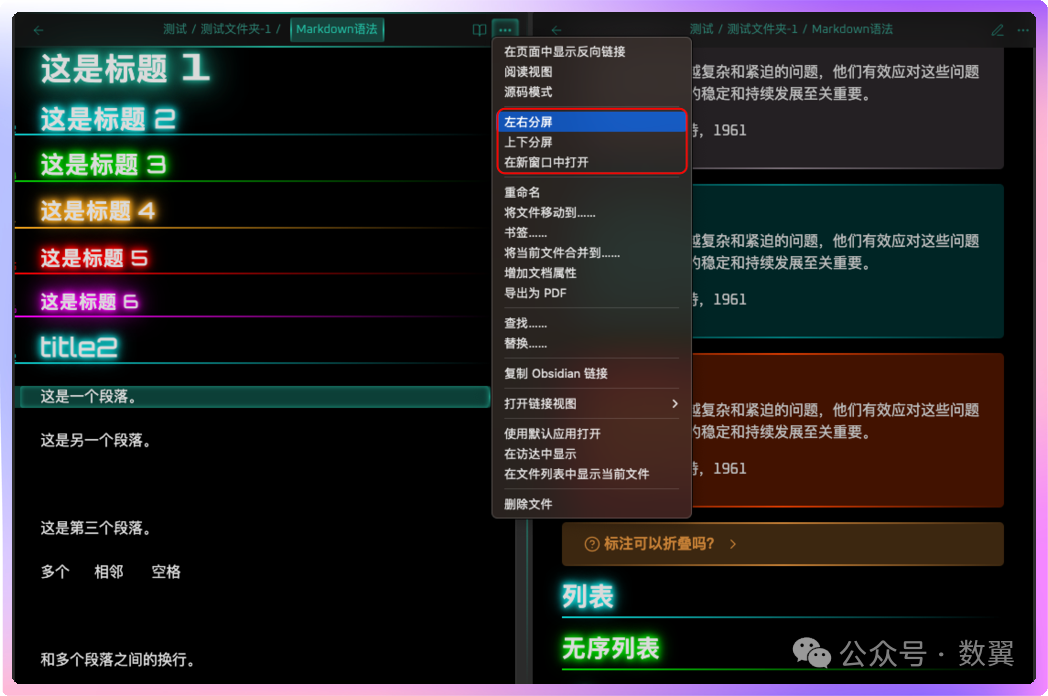 测试 / 测试文件夹-1 / Markdown语法
这是标题 1
这是标题 2
这是标题 3
这是标题 4
这是标题 5
这是标题 6
title2
这是一个段落。
这是另一个段落。
这是第三个段落。
多个 相邻 空格
和多个段落之间的换行。
在页面中显示反向链接
阅读视图
源码模式
左右分屏
上下分屏
在新窗口中打开
重命名
将文件移动到……
书签……
将当前文件合并到……
增加文档属性
导出为 PDF
查找……
替换……
复制 Obsidian 链接
打开链接视图
使用默认应用打开
在访达中显示
在文件列表中显示当前文件
删除文件
测试 / 测试文件夹-1 / Markdown语法
越复杂和紧迫的问题，他们有效应对这些问题
的稳定和持续发展至关重要。
，1961
越复杂和紧迫的问题，他们有效应对这些问题
的稳定和持续发展至关重要。
，1961
越复杂和紧迫的问题，他们有效应对这些问题
的稳定和持续发展至关重要。
，1961
标注可以折叠吗？
列表
无序列表
公众号 · 数翼